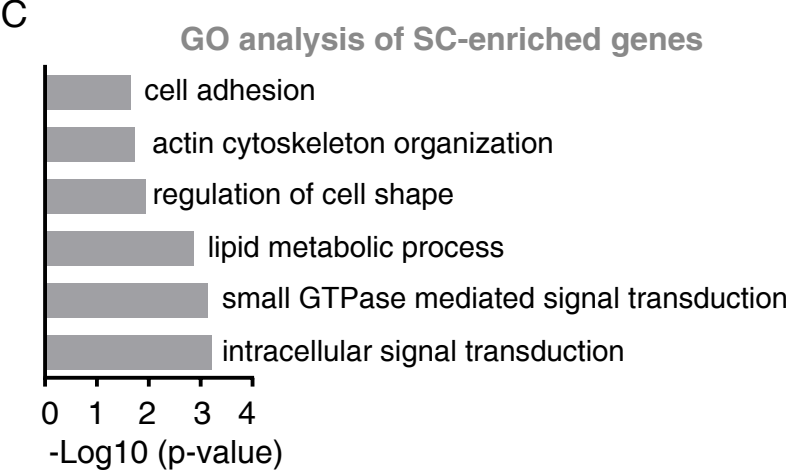 C
GO analysis of SC-enriched genes
cell adhesion
actin cytoskeleton organization
regulation of cell shape
lipid metabolic process
small GTPase mediated signal transduction
intracellular signal transduction
0 1 2 3 4
-Log10 (p-value)